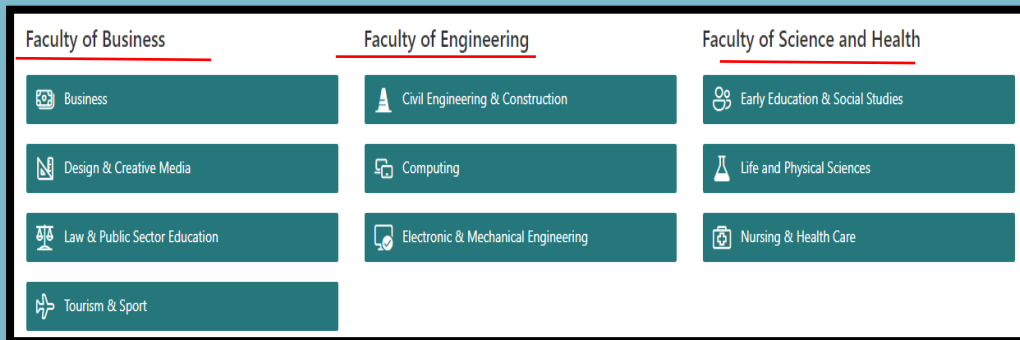 Faculty of Business
Business
Design & Creative Media
Law & Public Sector Education
Tourism & Sport
Faculty of Engineering
Civil Engineering & Construction
Computing
Electronic & Mechanical Engineering
Faculty of Science and Health
Early Education & Social Studies
Life and Physical Sciences
Nursing & Health Care